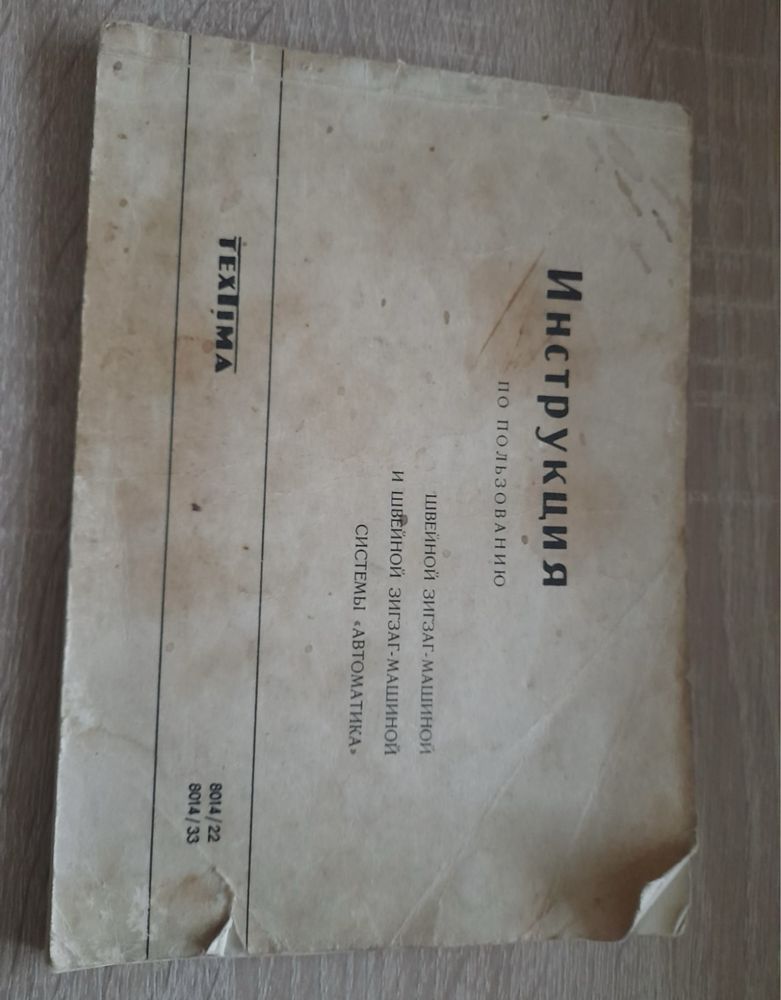 Инструкция
ПО ПОЛЬЗОВАНИЮ
ШВЕЙНОЙ ЗИГЗАГ-МАШИНОЙ
И ШВЕЙНОЙ ЗИГЗАГ-МАШИНОЙ
СИСТЕМЫ «АВТОМАТИКА»
TEXTIMA
8014/22
8014/33